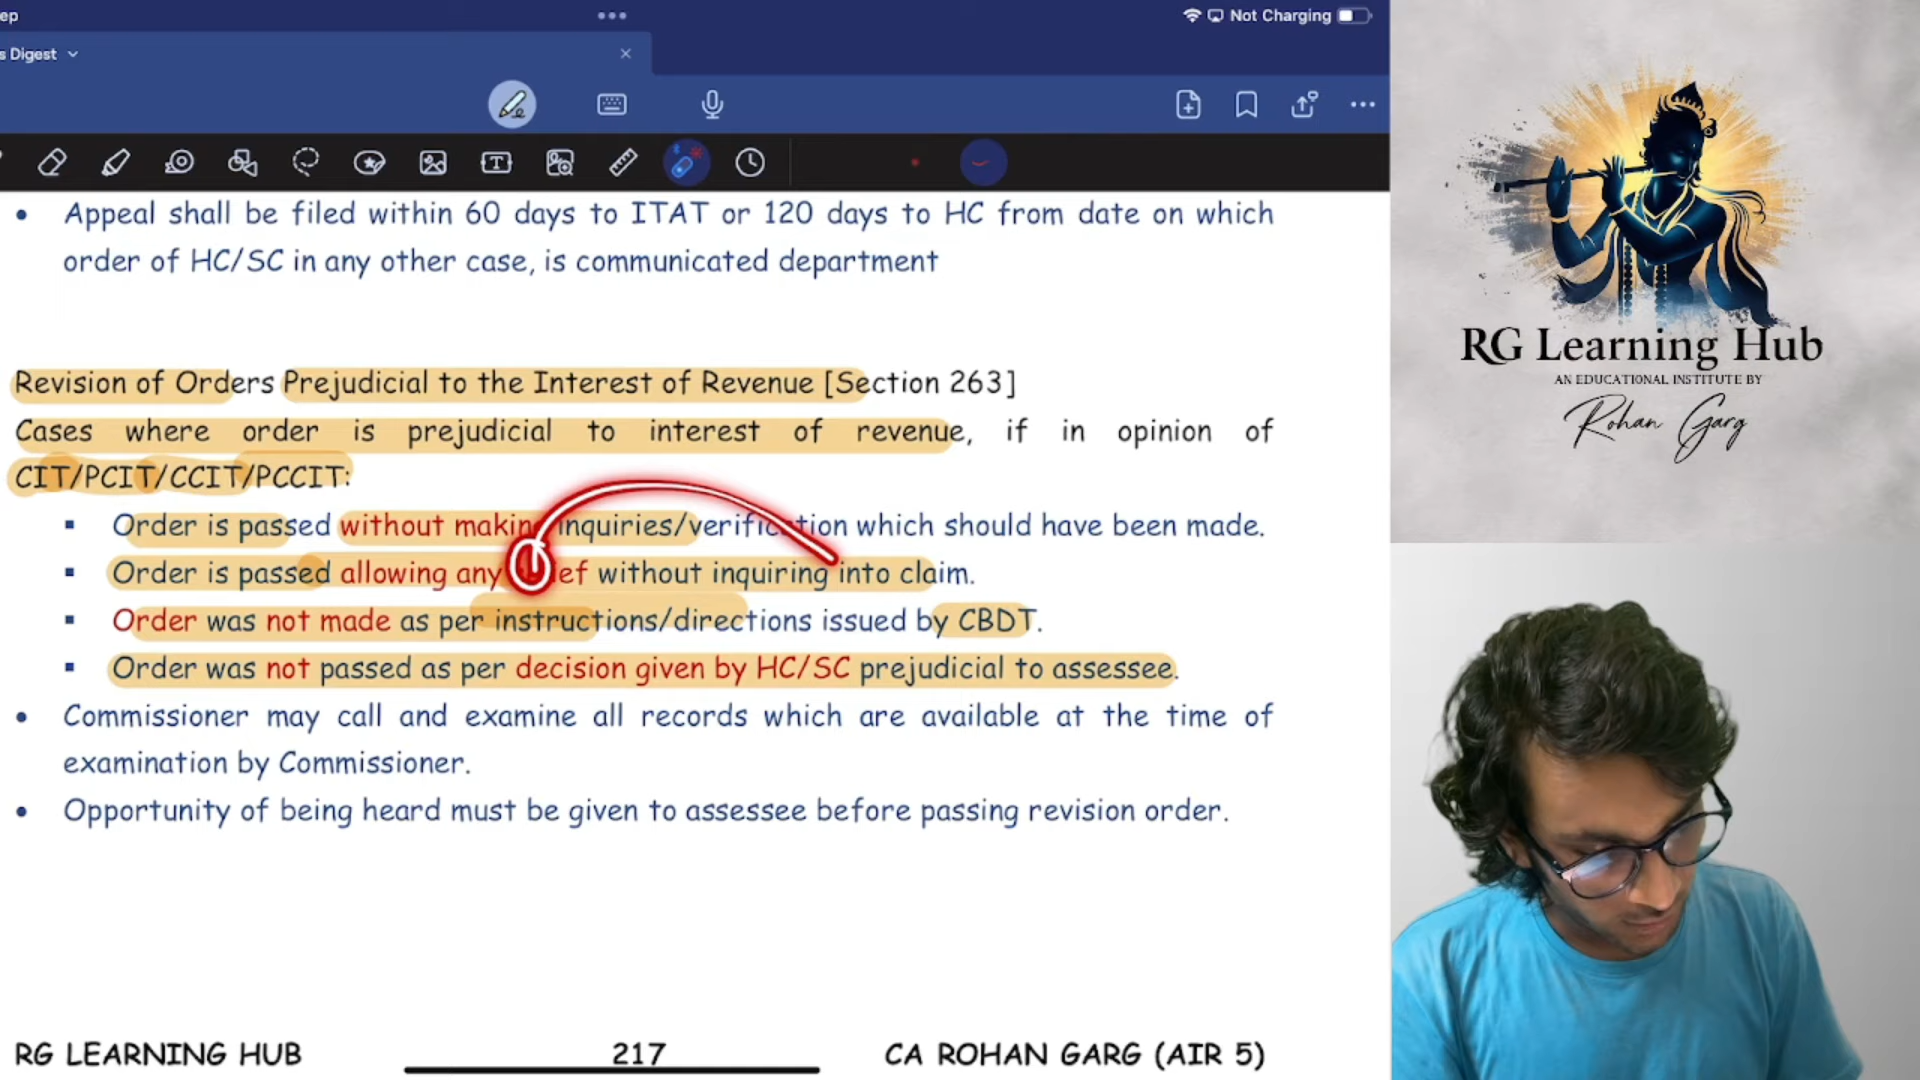 ep
Not Charging
s Digest
Appeal shall be filed within 60 days to ITAT or 120 days to HC from date on which
order of HC/SC in any other case, is communicated department
Revision of Orders Prejudicial to the Interest of Revenue [Section 263]
Cases where order is prejudicial to interest of revenue, if in opinion of
CIT/PCIT/CCIT/PCCIT:
▪ Order is passed without making inquiries/verification which should have been made.
▪ Order is passed allowing any relief without inquiring into claim.
▪ Order was not made as per instructions/directions issued by CBDT.
▪ Order was not passed as per decision given by HC/SC prejudicial to assessee.
• Commissioner may call and examine all records which are available at the time of
examination by Commissioner.
• Opportunity of being heard must be given to assessee before passing revision order.
RG LEARNING HUB 217 CA ROHAN GARG (AIR 5)
RG Learning Hub
AN EDUCATIONAL INSTITUTE BY
Rohan Garg